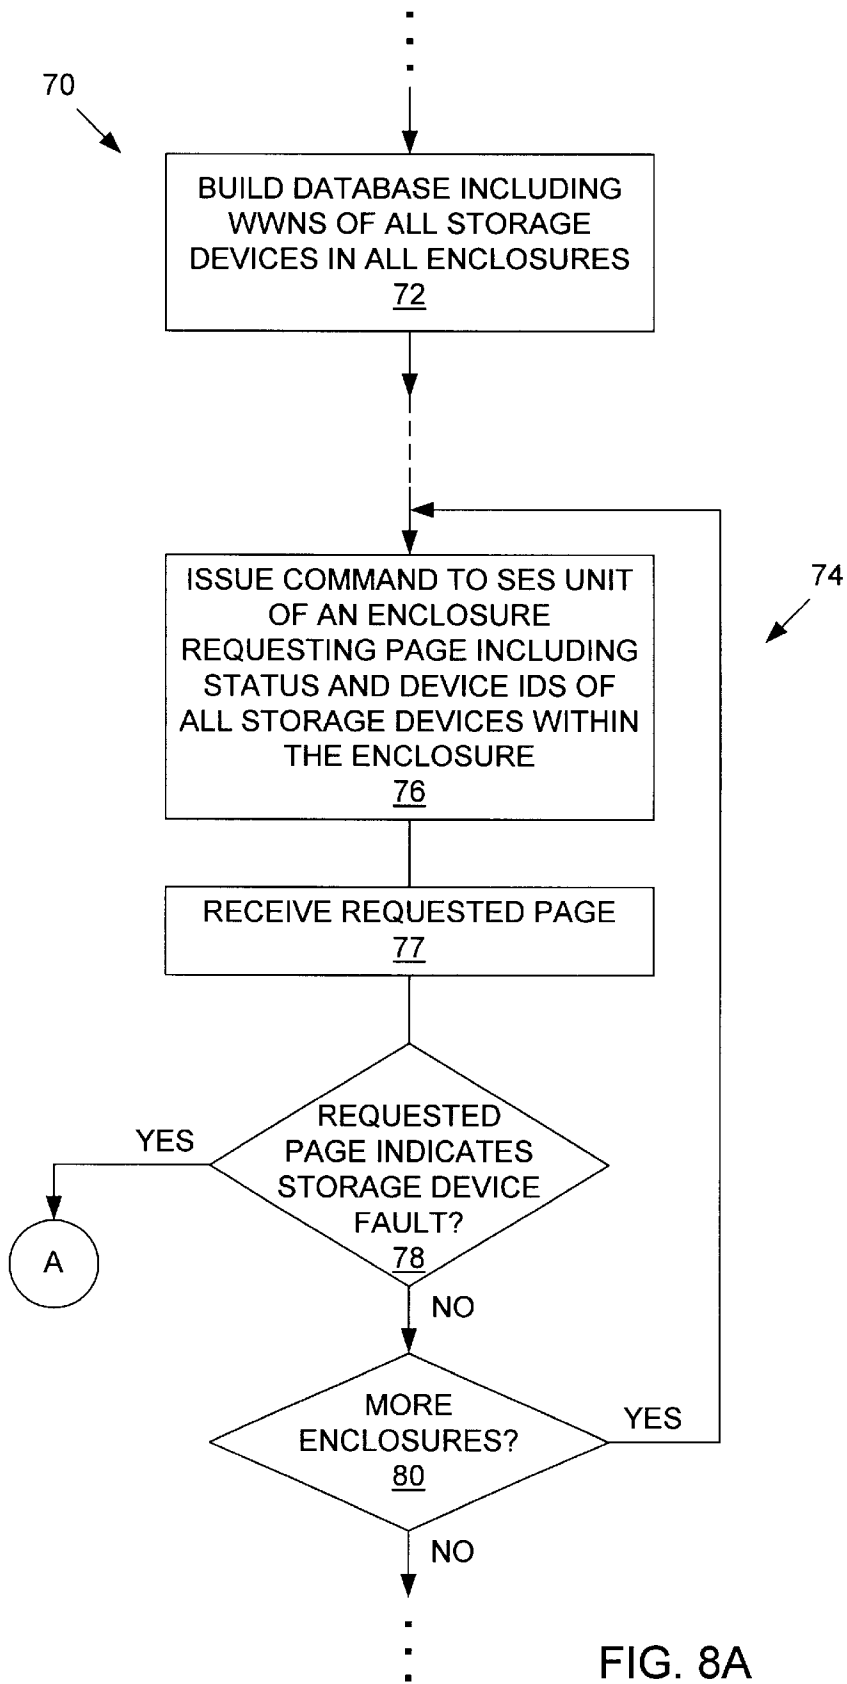 70
BUILD DATABASE INCLUDING
WWNS OF ALL STORAGE
DEVICES IN ALL ENCLOSURES
72
74
ISSUE COMMAND TO SES UNIT
OF AN ENCLOSURE
REQUESTING PAGE INCLUDING
STATUS AND DEVICE IDS OF
ALL STORAGE DEVICES WITHIN
THE ENCLOSURE
76
RECEIVE REQUESTED PAGE
77
REQUESTED
PAGE INDICATES
STORAGE DEVICE
FAULT?
78
YES
A
NO
MORE
ENCLOSURES?
80
YES
NO
FIG. 8A